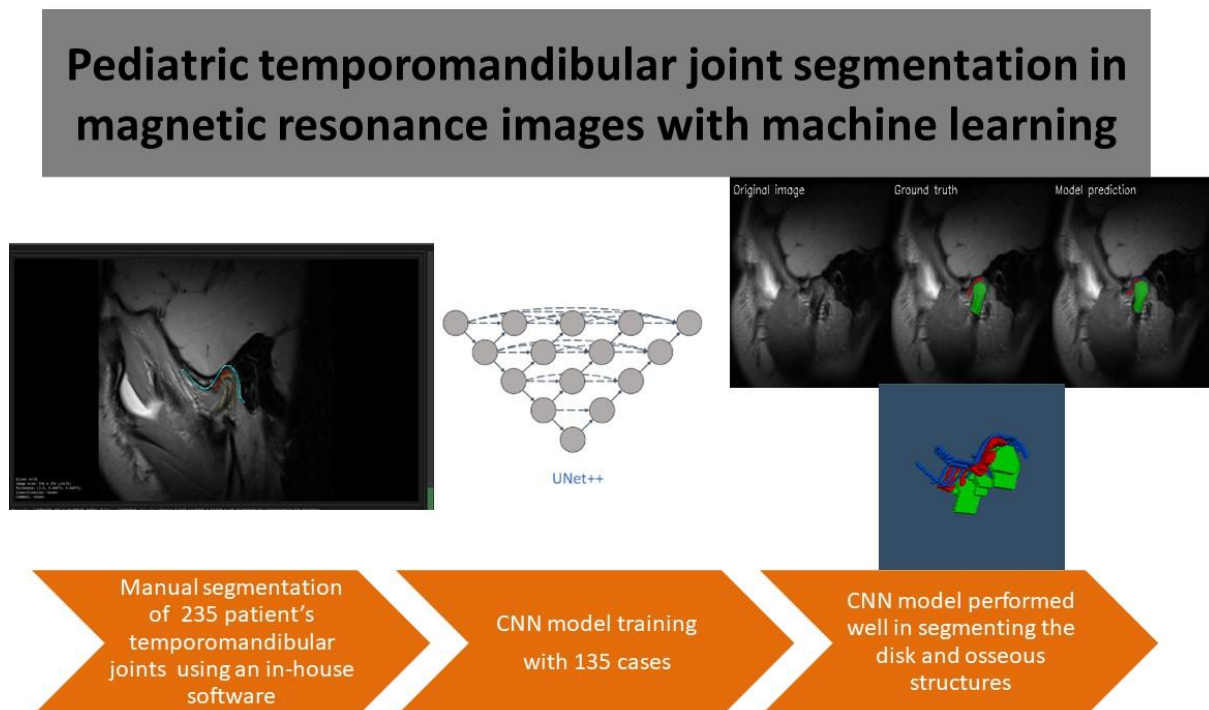 Pediatric temporomandibular joint segmentation in
magnetic resonance images with machine learning
Original image
Ground truth
Model prediction
UNet++
Manual segmentation
of 235 patient's
temporomandibular
joints using an in-house
software
CNN model training
with 135 cases
CNN model performed
well in segmenting the
disk and osseous
structures